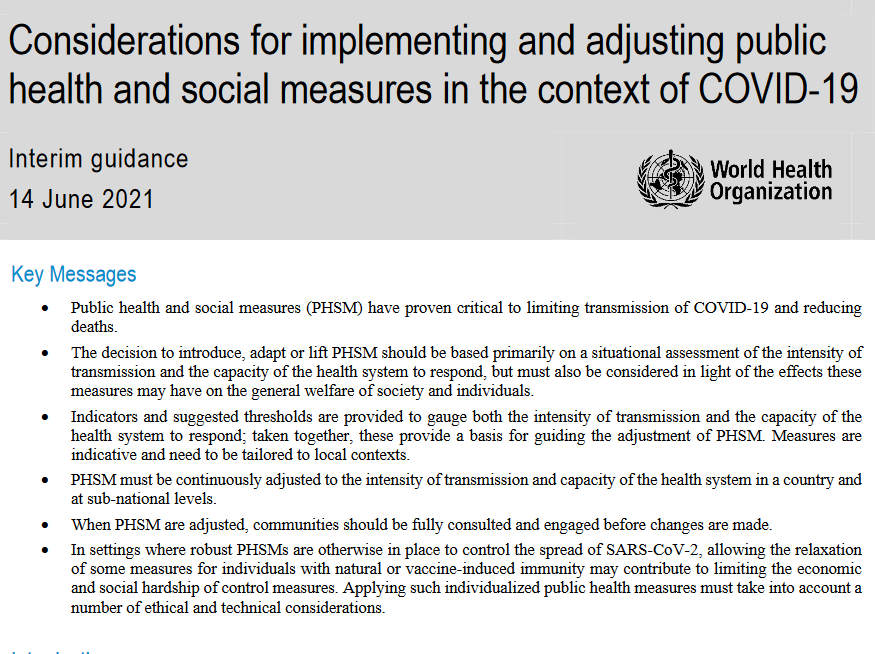 Considerations for implementing and adjusting public
health and social measures in the context of COVID-19
Interim guidance
14 June 2021
World Health
Organization
Key Messages
• Public health and social measures (PHSM) have proven critical to limiting transmission of COVID-19 and reducing
deaths.
• The decision to introduce, adapt or lift PHSM should be based primarily on a situational assessment of the intensity of
transmission and the capacity of the health system to respond, but must also be considered in light of the effects these
measures may have on the general welfare of society and individuals.
• Indicators and suggested thresholds are provided to gauge both the intensity of transmission and the capacity of the
health system to respond; taken together, these provide a basis for guiding the adjustment of PHSM. Measures are
indicative and need to be tailored to local contexts.
• PHSM must be continuously adjusted to the intensity of transmission and capacity of the health system in a country and
at sub-national levels.
• When PHSM are adjusted, communities should be fully consulted and engaged before changes are made.
• In settings where robust PHSMs are otherwise in place to control the spread of SARS-CoV-2, allowing the relaxation
of some measures for individuals with natural or vaccine-induced immunity may contribute to limiting the economic
and social hardship of control measures. Applying such individualized public health measures must take into account a
number of ethical and technical considerations.